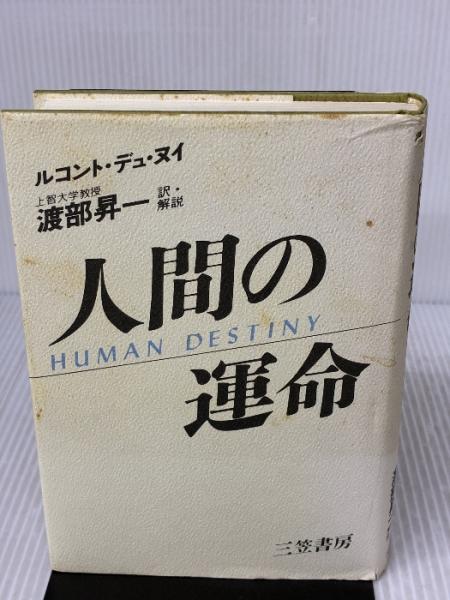 ルコント・デュ・ヌイ
上智大学教授
渡部昇一 訳・解説
人間の
HUMAN DESTINY
運命
三笠書房